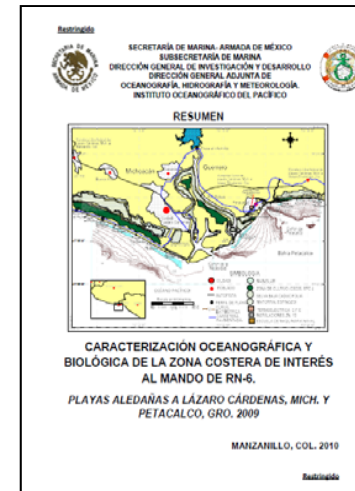 Restringido
SECRETARÍA DE MARINA- ARMADA DE MÉXICO
SUBSECRETARÍA DE MARINA
DIRECCIÓN GENERAL DE INVESTIGACIÓN Y DESARROLLO
DIRECCIÓN GENERAL ADJUNTA DE
OCEANOGRAFÍA, HIDROGRAFÍA Y METEOROLOGÍA.
INSTITUTO OCEANOGRÁFICO DEL PACÍFICO
RESUMEN
Michoacán
Guerrero
Bahía Petacalco
CARACTERIZACIÓN OCEANOGRÁFICA Y
BIOLÓGICA DE LA ZONA COSTERA DE INTERÉS
AL MANDO DE RN-6.
PLAYAS ALEDAÑAS A LÁZARO CÁRDENAS, MICH. Y
PETACALCO, GRO. 2009
MANZANILLO, COL. 2010
Restringido